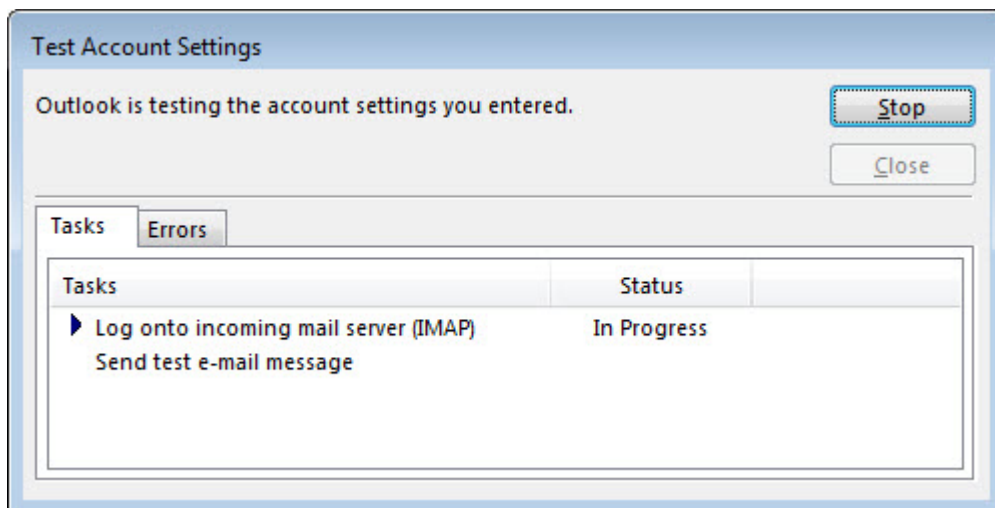 Test Account Settings
Outlook is testing the account settings you entered.
Stop
Close
Tasks Errors
Tasks Status
Log onto incoming mail server (IMAP) In Progress
Send test e-mail message